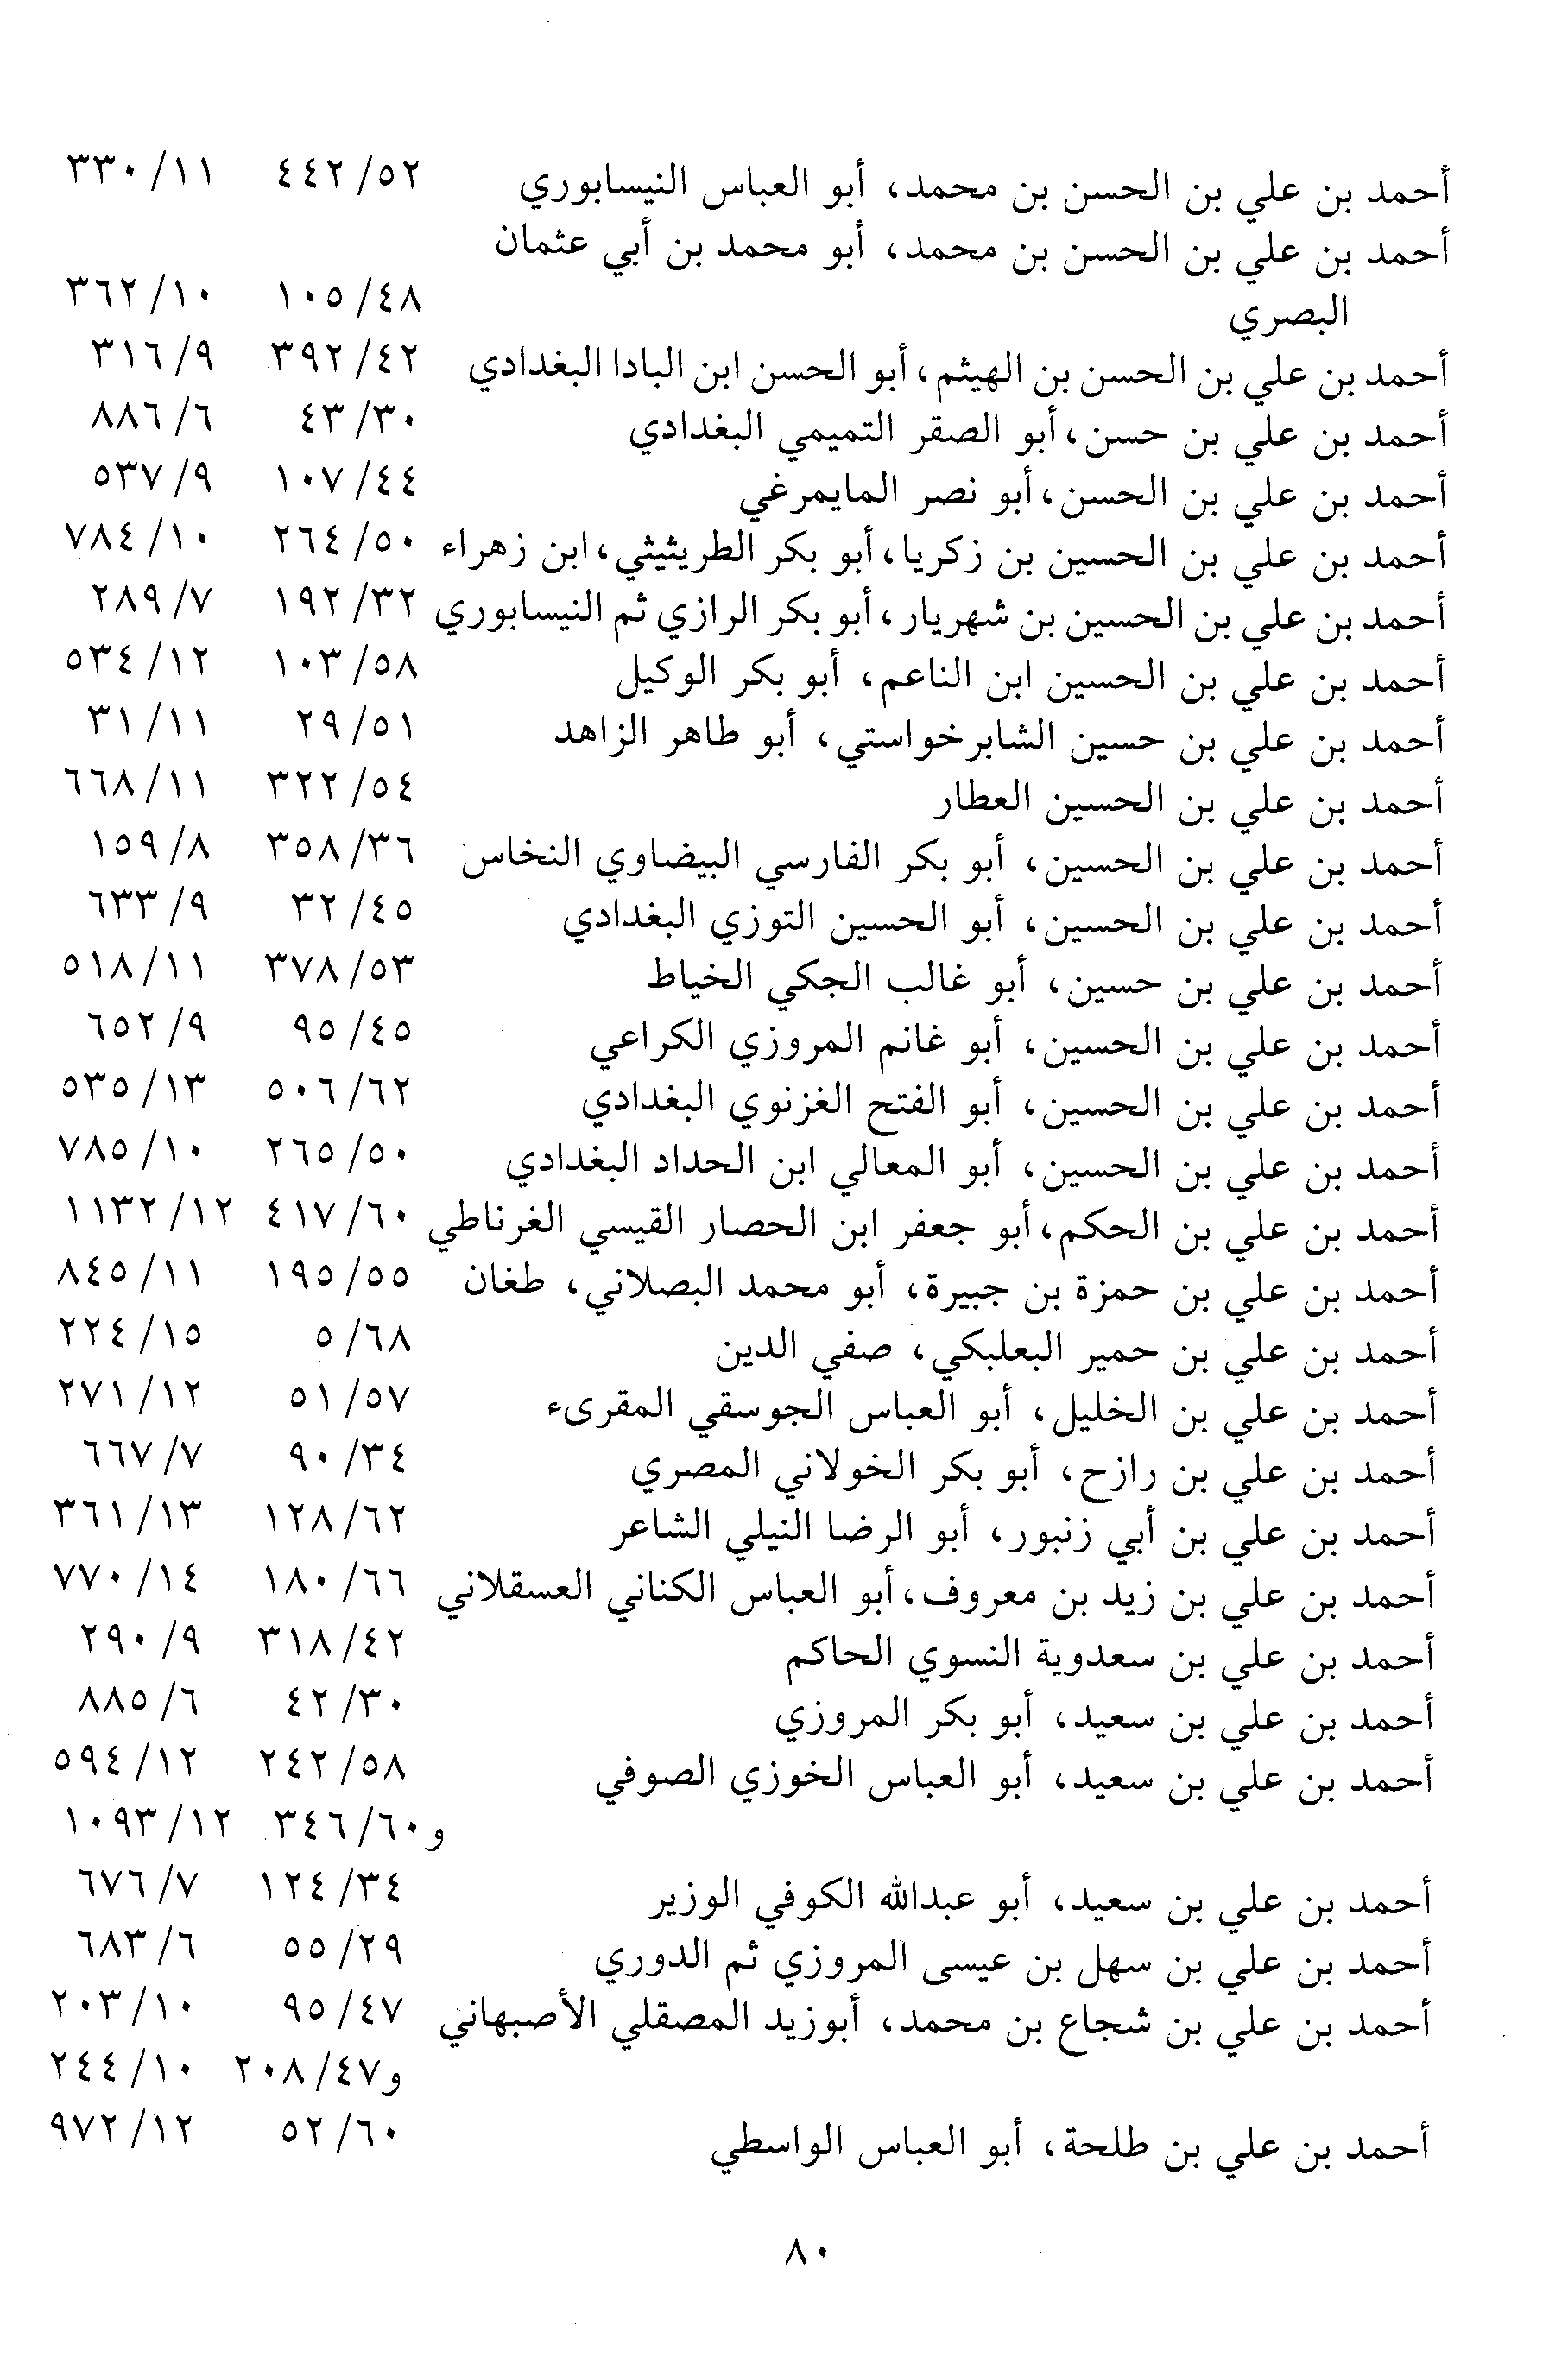 أحمد بن علي بن الحسن بن محمد، أبو العباس النيسابوري ٥٢/ ٤٤٢ ١١/ ٣٣٠
أحمد بن علي بن الحسن بن محمد، أبو محمد بن أبي عثمان
البصري ٤٨/ ١٠٥ ١٠/ ٣٦٢
أحمد بن علي بن الحسن بن الهيثم، أبو الحسن ابن البادا البغدادي ٤٢/ ٣٩٢ ٩/ ٣١٦
أحمد بن علي بن حسن، أبو الصقر التميمي البغدادي ٣٠/ ٤٣ ٦/ ٨٨٦
أحمد بن علي بن الحسن، أبو نصر المايمرغي ٤٤/ ١٠٧ ٩/ ٥٣٧
أحمد بن علي بن الحسين بن زكريا، أبو بكر الطريثيثي، ابن زهراء ٥٠/ ٢٦٤ ١٠/ ٧٨٤
أحمد بن علي بن الحسين بن شهريار، أبو بكر الرازي ثم النيسابوري ٣٢/ ١٩٢ ٧/ ٢٨٩
أحمد بن علي بن الحسين ابن الناعم، أبو بكر الوكيل ٥٨/ ١٠٣ ١٢/ ٥٣٤
أحمد بن علي بن حسين الشابرخواستي، أبو طاهر الزاهد ٥١/ ٢٩ ١١/ ٣١
أحمد بن علي بن الحسين العطار ٥٤/ ٣٢٢ ١١/ ٦٦٨
أحمد بن علي بن الحسين، أبو بكر الفارسي البيضاوي النخاس ٣٦/ ٣٥٨ ٨/ ١٥٩
أحمد بن علي بن الحسين، أبو الحسين التوزي البغدادي ٤٥/ ٣٢ ٩/ ٦٣٣
أحمد بن علي بن حسين، أبو غالب الجكي الخياط ٥٣/ ٣٧٨ ١١/ ٥١٨
أحمد بن علي بن الحسين، أبو غانم المروزي الكراعي ٤٥/ ٩٥ ٩/ ٦٥٢
أحمد بن علي بن الحسين، أبو الفتح الغزنوي البغدادي ٦٢/ ٥٠٦ ١٣/ ٥٣٥
أحمد بن علي بن الحسين، أبو المعالي ابن الحداد البغدادي ٥٠/ ٢٦٥ ١٠/ ٧٨٥
أحمد بن علي بن الحكم، أبو جعفر ابن الحصار القيسي الغرناطي ٦٠/ ٤١٧ ١٢/ ١١٣٢
أحمد بن علي بن حمزة بن جبيرة، أبو محمد البصلاني، طغان ٥٥/ ١٩٥ ١١/ ٨٤٥
أحمد بن علي بن حمير البعلبكي، صفي الدين ٦٨/ ٥ ١٥/ ٢٢٤
أحمد بن علي بن الخليل، أبو العباس الجوسقي المقرىء ٥٧/ ٥١ ١٢/ ٢٧١
أحمد بن علي بن رازح، أبو بكر الخولاني المصري ٣٤/ ٩٠ ٧/ ٦٦٧
أحمد بن علي بن أبي زنبور، أبو الرضا النيلي الشاعر ٦٢/ ١٢٨ ١٣/ ٣٦١
أحمد بن علي بن زيد بن معروف، أبو العباس الكناني العسقلاني ٦٦/ ١٨٠ ١٤/ ٧٧٠
أحمد بن علي بن سعدوية النسوي الحاكم ٤٢/ ٣١٨ ٩/ ٢٩٠
أحمد بن علي بن سعيد، أبو بكر المروزي ٣٠/ ٤٢ ٦/ ٨٨٥
أحمد بن علي بن سعيد، أبو العباس الخوزي الصوفي ٥٨/ ٢٤٢ ١٢/ ٥٩٤
و٦٠/ ٣٤٦ ١٢/ ١٠٩٣
أحمد بن علي بن سعيد، أبو عبدالله الكوفي الوزير ٣٤/ ١٢٤ ٧/ ٦٧٦
أحمد بن علي بن سهل بن عيسى المروزي ثم الدوري ٢٩/ ٥٥ ٦/ ٦٨٣
أحمد بن علي بن شجاع بن محمد، أبوزيد المصقلي الأصبهاني ٤٧/ ٩٥ ١٠/ ٢٠٣
و٤٧/ ٢٠٨ ١٠/ ٢٤٤
أحمد بن علي بن طلحة، أبو العباس الواسطي ٦٠/ ٥٢ ١٢/ ٩٧٢
٨٠